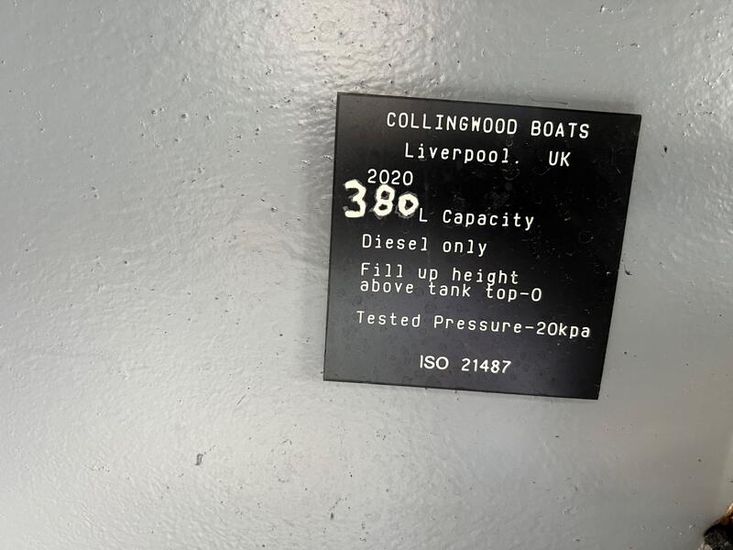 COLLINGWOOD BOATS
Liverpool. UK
2020
380 L Capacity
Diesel only
Fill up height
above tank top-0
Tested Pressure-20kpa
ISO 21487